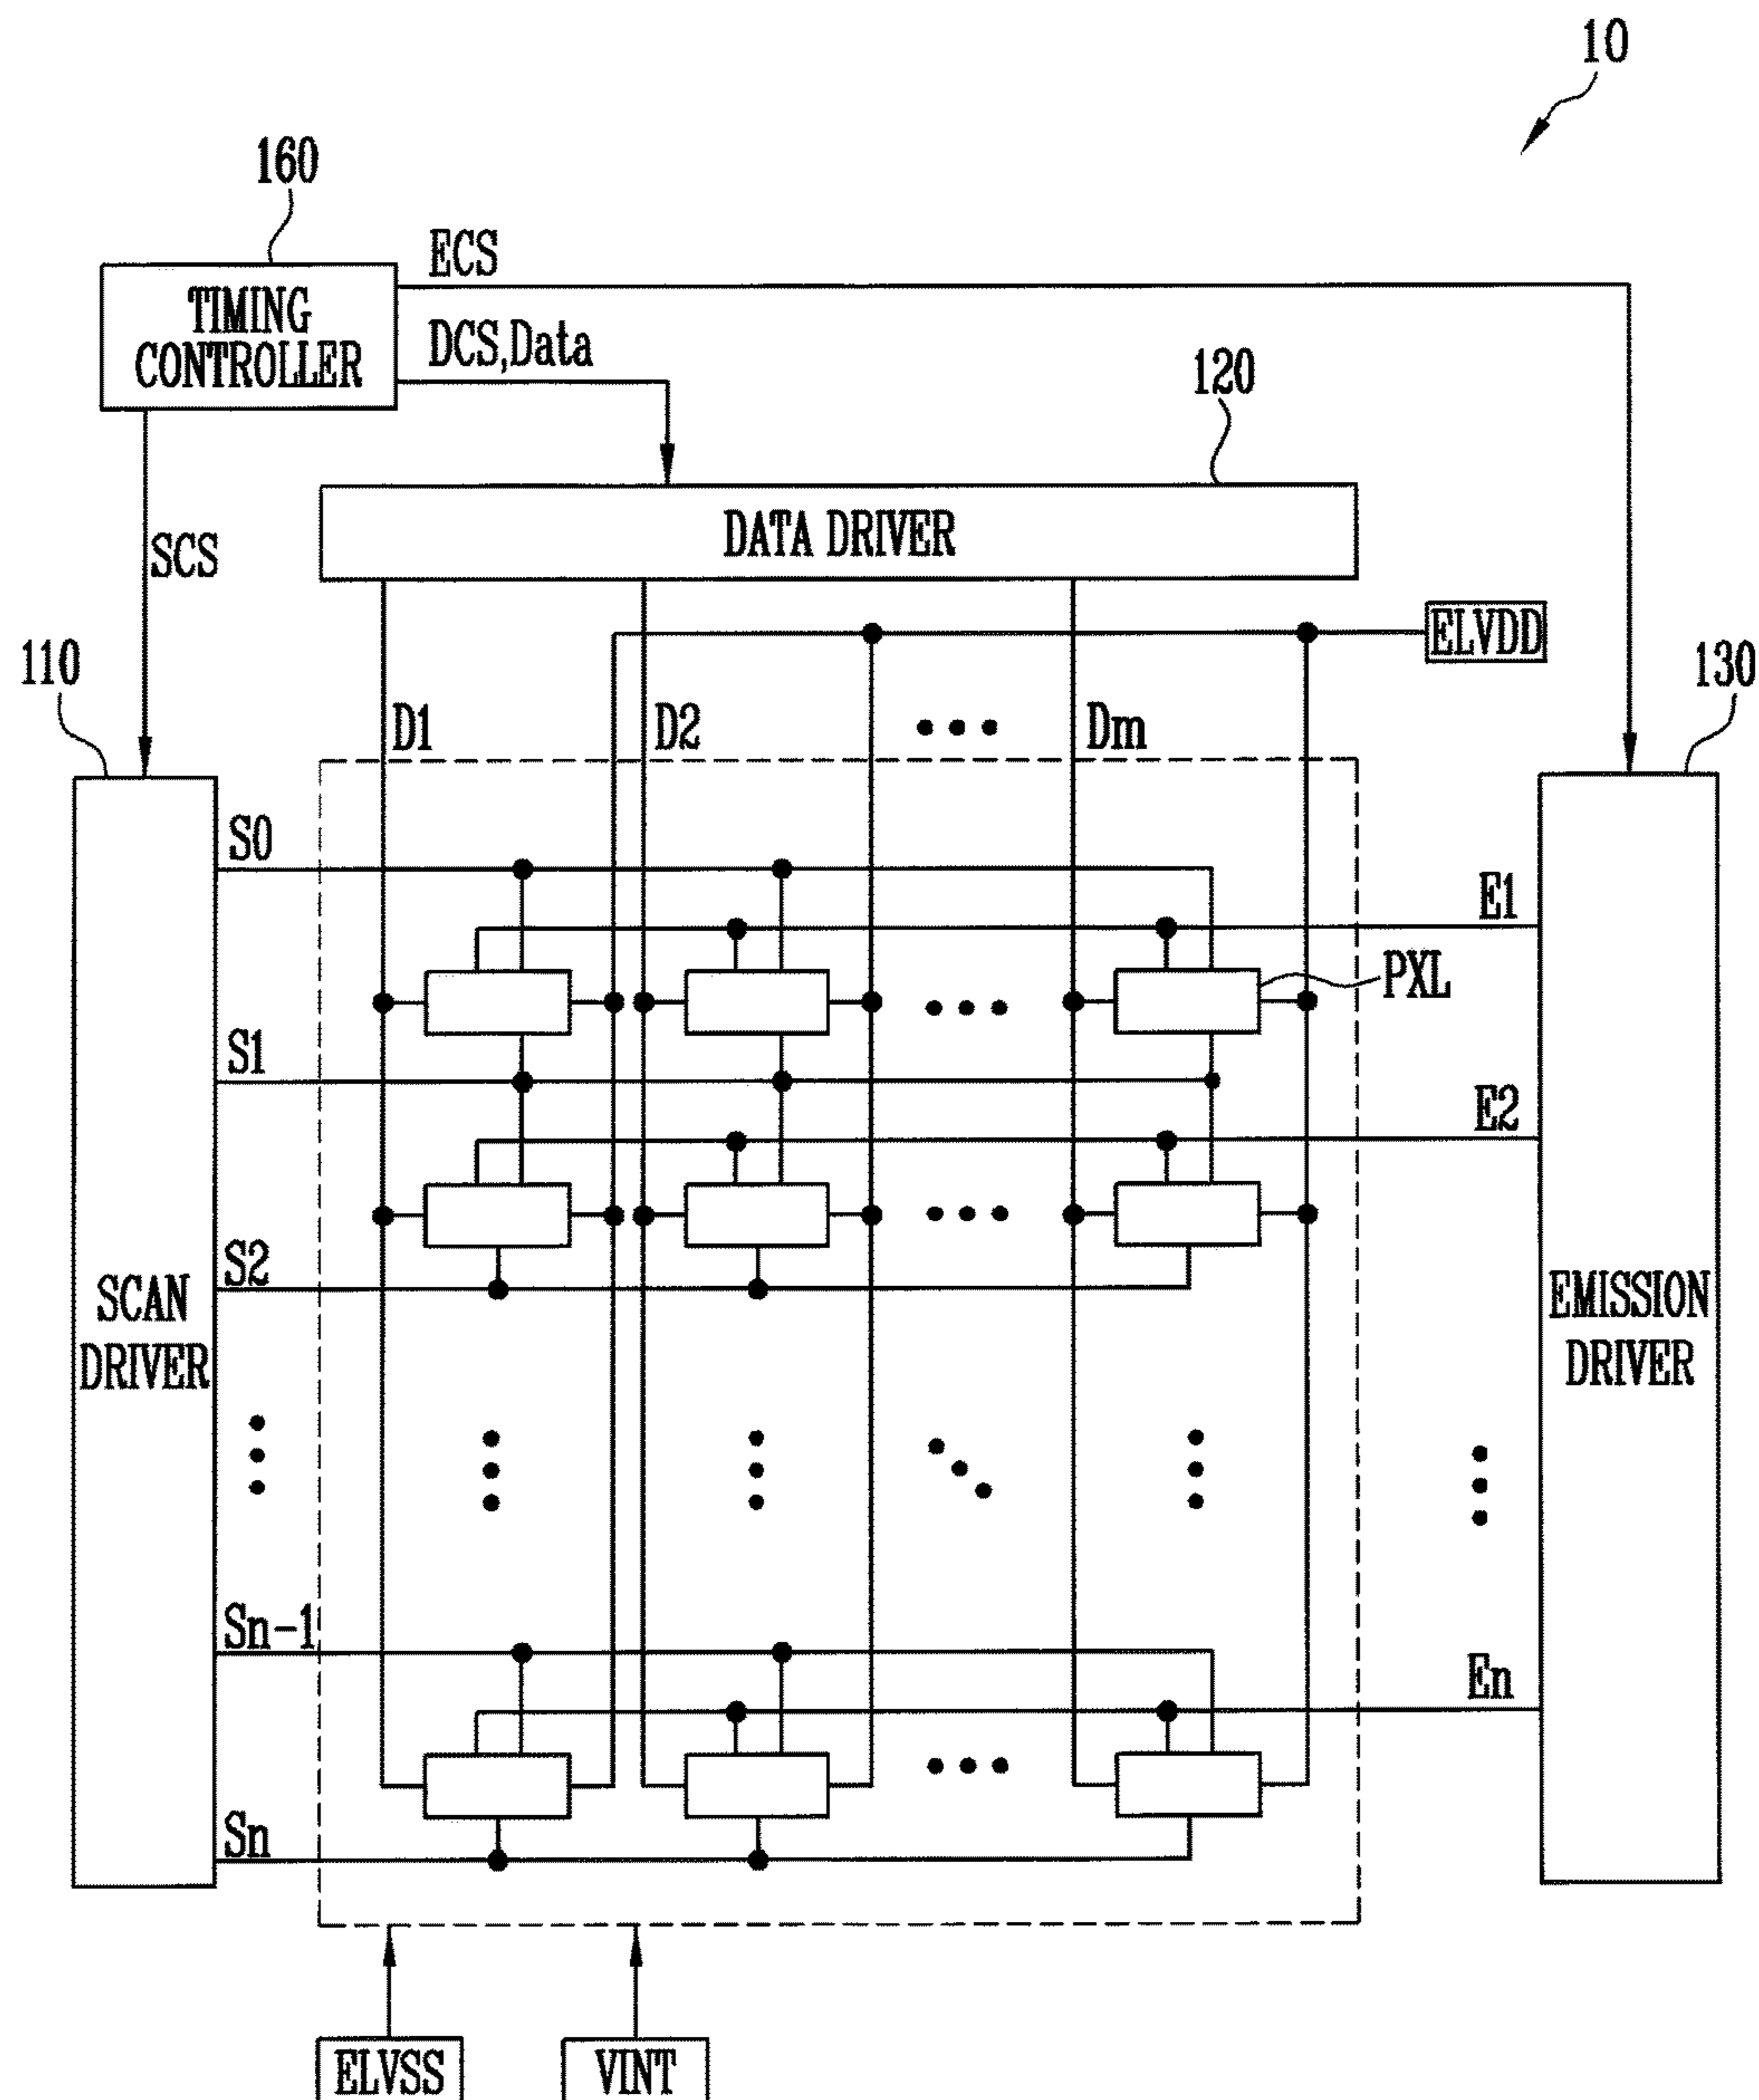 10
160
ECS
TIMING
CONTROLLER
DCS,Data
120
DATA DRIVER
SCS
ELVDD
110
130
D1
D2
Dm
S0
E1
PXL
S1
E2
S2
SCAN
DRIVER
EMISSION
DRIVER
Sn-1
En
Sn
ELVSS
VINT